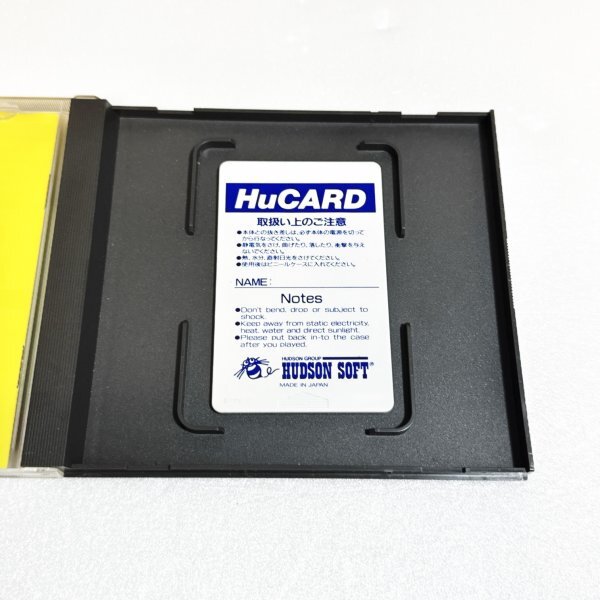 HuCARD
取扱い上のご注意
●本体との抜き差しは、必ず本体の電源を切って
から行なってください。
●静電気をさけ、曲げたり、落したり、衝撃を与え
ないでください。
●熱、水分、直射日光をさけてください。
●使用後はビニールケースに入れてください。
NAME:
Notes
●Don't bend, drop or subject to
shock.
●Keep away from static electricity,
heat, water and direct sunlight.
●Please put back in-to the case
after you played.
HUDSON GROUP
HUDSON SOFT®
MADE IN JAPAN